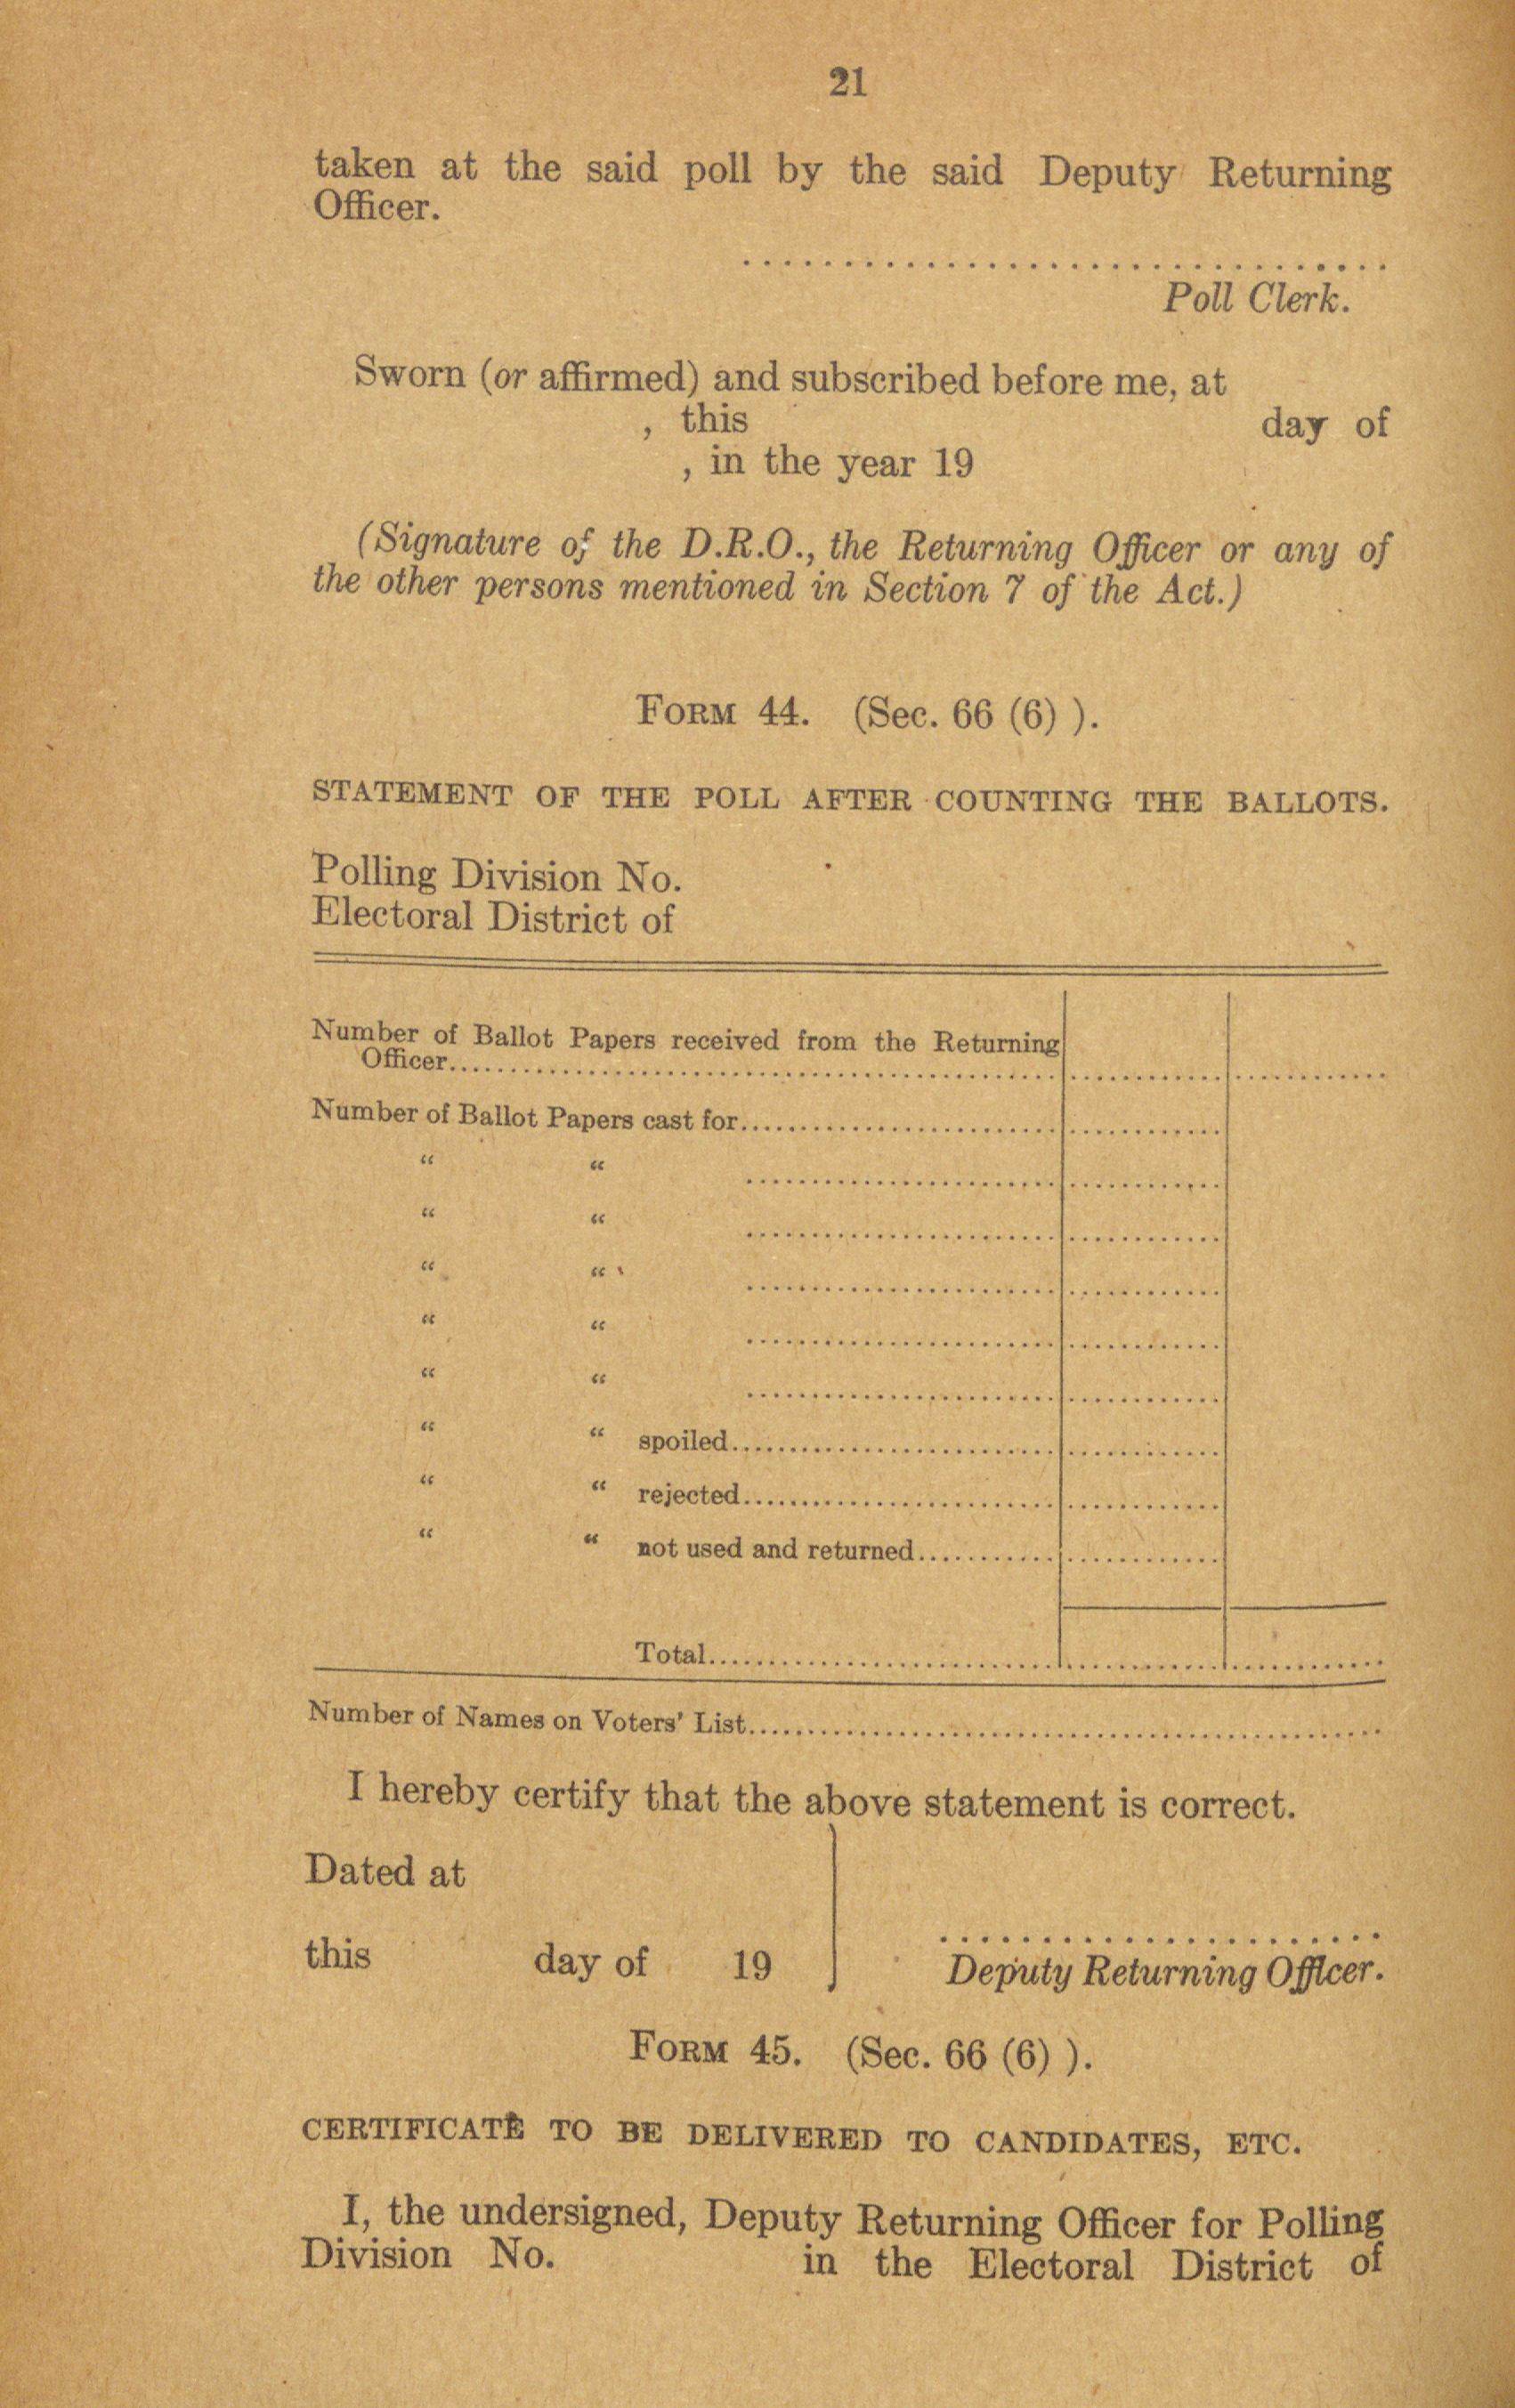 21
taken at the said poll by the said Deputy Returning
Officer.
................................
Poll Clerk.
Sworn (or affirmed) and subscribed before me, at
, this day of
, in the year 19
(Signature of the D.R.O., the Returning Officer or any of
the other persons mentioned in Section 7 of the Act.)
FORM 44. (Sec. 66 (6) ).
STATEMENT OF THE POLL AFTER COUNTING THE BALLOTS.
Polling Division No.
Electoral District of
Number of Ballot Papers received from the Returning
Officer..................................................
Number of Ballot Papers cast for..........................
“ “ ..........................
“ “ ..........................
“ “ ..........................
“ “ ..........................
“ “ ..........................
“ “ spoiled..........................
“ “ rejected..........................
“ “ not used and returned............
Total..............................
Number of Names on Voters' List..................................................
I hereby certify that the above statement is correct.
Dated at
this day of 19
......................
Deputy Returning Officer.
FORM 45. (Sec. 66 (6) ).
CERTIFICATE TO BE DELIVERED TO CANDIDATES, ETC.
I, the undersigned, Deputy Returning Officer for Polling
Division No. in the Electoral District of